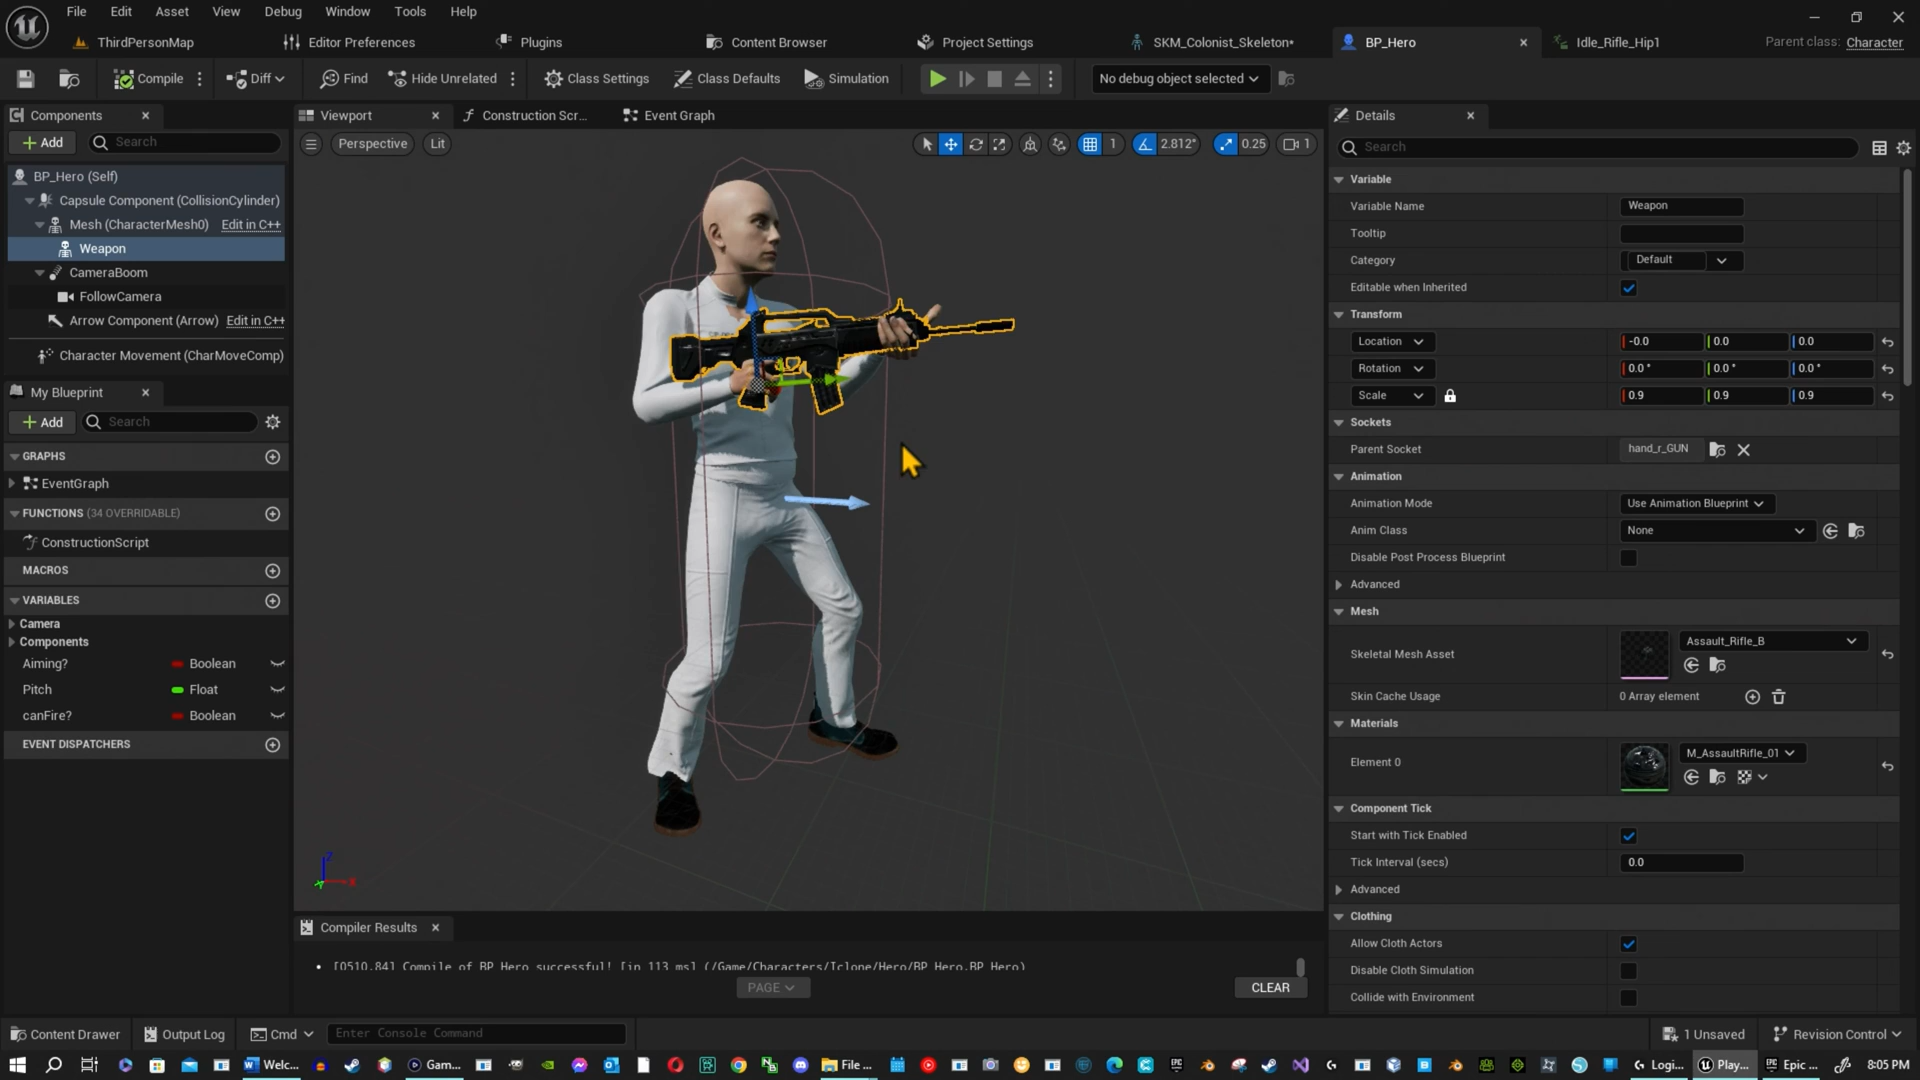 File Edit Asset View Debug Window Tools Help
ThirdPersonMap Editor Preferences Plugins Content Browser Project Settings SKM_Colonist_Skeleton* BP_Hero Idle_Rifle_Hip1 Parent class: Character
Compile Diff Find Hide Unrelated Class Settings Class Defaults Simulation No debug object selected
Components
Add Search
BP_Hero (Self)
Capsule Component (CollisionCylinder)
Mesh (CharacterMesh0) Edit in C++
Weapon
CameraBoom
FollowCamera
Arrow Component (Arrow) Edit in C++
Character Movement (CharMoveComp)
My Blueprint
Add Search
GRAPHS
EventGraph
FUNCTIONS (34 OVERRIDABLE)
ConstructionScript
MACROS
VARIABLES
Camera
Components
Aiming? Boolean
Pitch Float
canFire? Boolean
EVENT DISPATCHERS
Viewport Construction Scr... Event Graph
Perspective Lit 1 2.812° 0.25 1
Z
Y
X
Compiler Results
[0510.84] Compile of BP_Hero successful! [in 113 ms] (/Game/Characters/Iclone/Hero/BP_Hero.BP_Hero)
PAGE CLEAR
Details
Search
Variable
Variable Name Weapon
Tooltip
Category Default
Editable when Inherited
Transform
Location -0.0 0.0 0.0
Rotation 0.0° 0.0° 0.0°
Scale 0.9 0.9 0.9
Sockets
Parent Socket hand_r_GUN
Animation
Animation Mode Use Animation Blueprint
Anim Class None
Disable Post Process Blueprint
Advanced
Mesh
Skeletal Mesh Asset Assault_Rifle_B
Skin Cache Usage 0 Array element
Materials
Element 0 M_AssaultRifle_01
Component Tick
Start with Tick Enabled
Tick Interval (secs) 0.0
Advanced
Clothing
Allow Cloth Actors
Disable Cloth Simulation
Collide with Environment
Content Drawer Output Log Cmd Enter Console Command 1 Unsaved Revision Control
Welc... Gam... File ... Logi... Play... Epic ... 8:05 PM